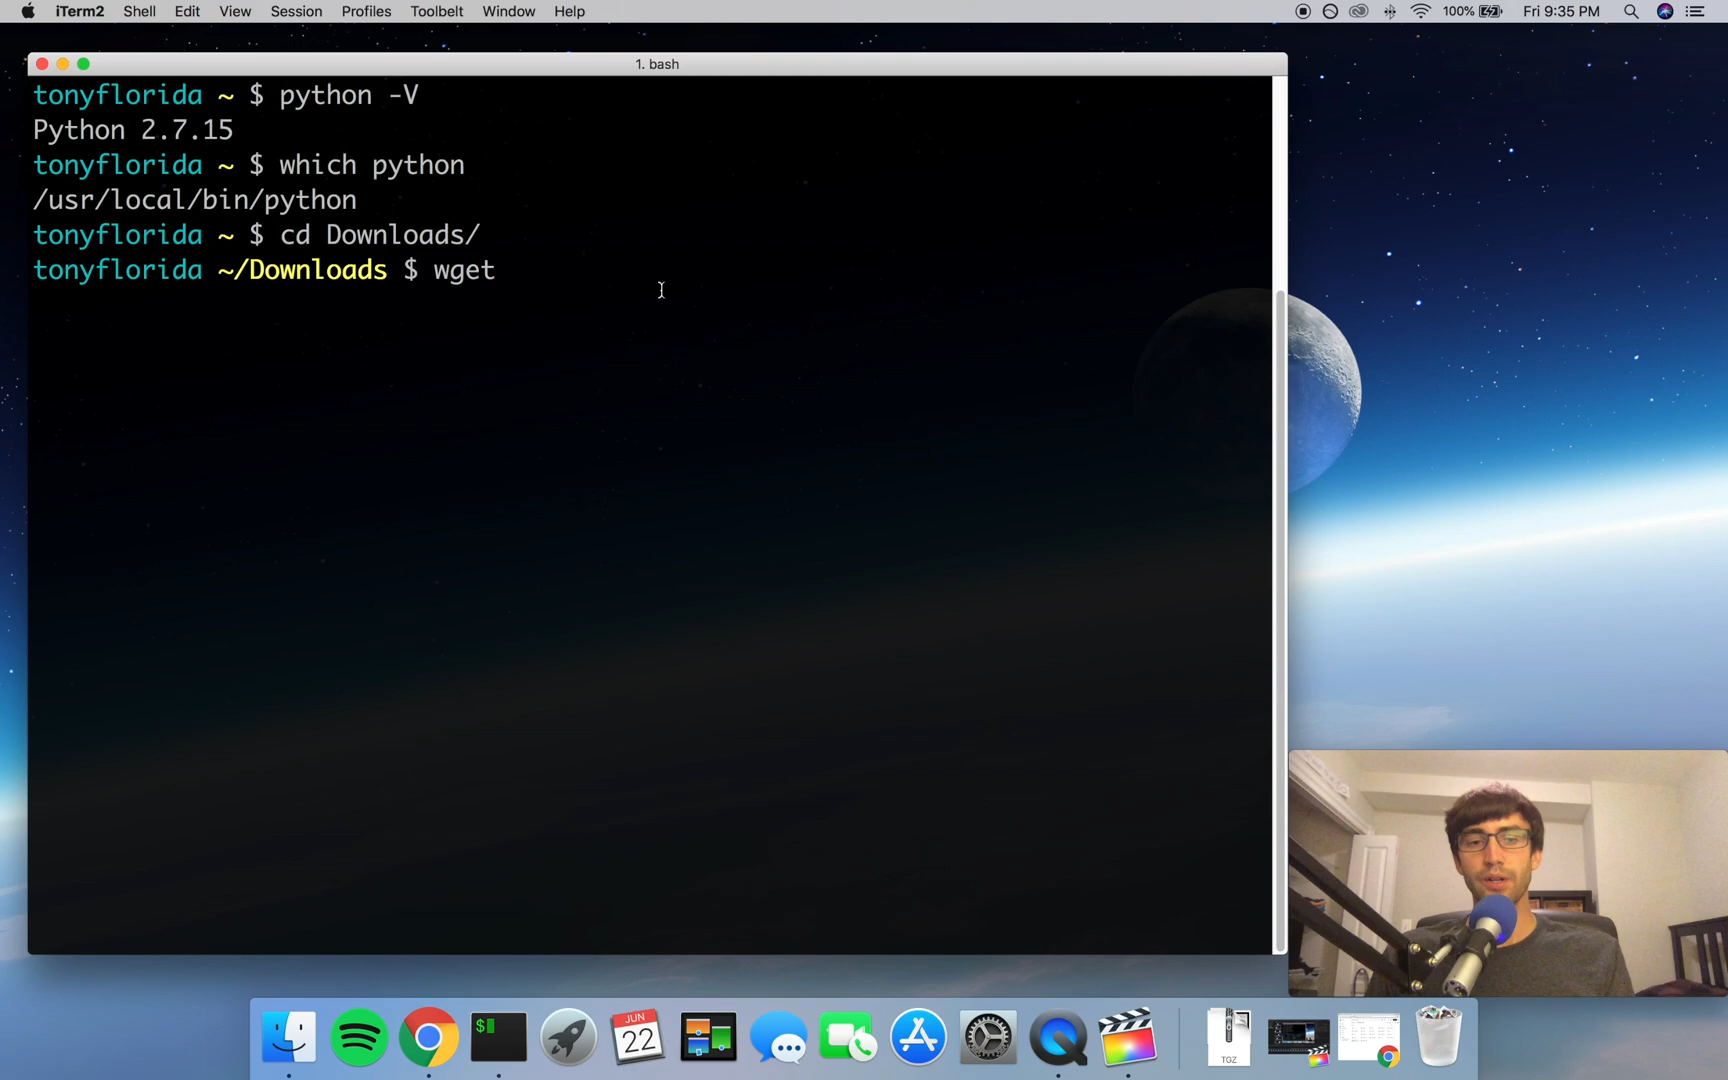 iTerm2 Shell Edit View Session Profiles Toolbelt Window Help 100% Fri 9:35 PM
1. bash
tonyflorida ~ $ python -V
Python 2.7.15
tonyflorida ~ $ which python
/usr/local/bin/python
tonyflorida ~ $ cd Downloads/
tonyflorida ~/Downloads $ wget
$
JUN
22
TGZ